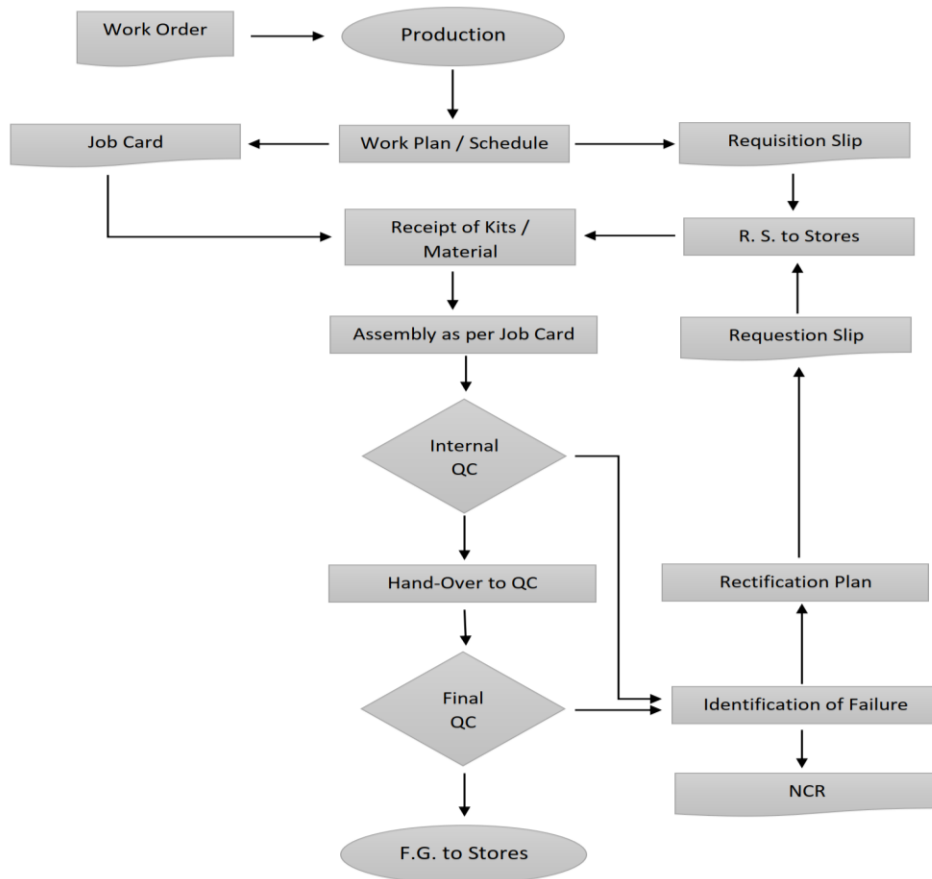 Work Order
Production
Job Card
Work Plan / Schedule
Requisition Slip
Receipt of Kits /
Material
R. S. to Stores
Assembly as per Job Card
Requestion Slip
Internal
QC
Hand-Over to QC
Rectification Plan
Final
QC
Identification of Failure
NCR
F.G. to Stores